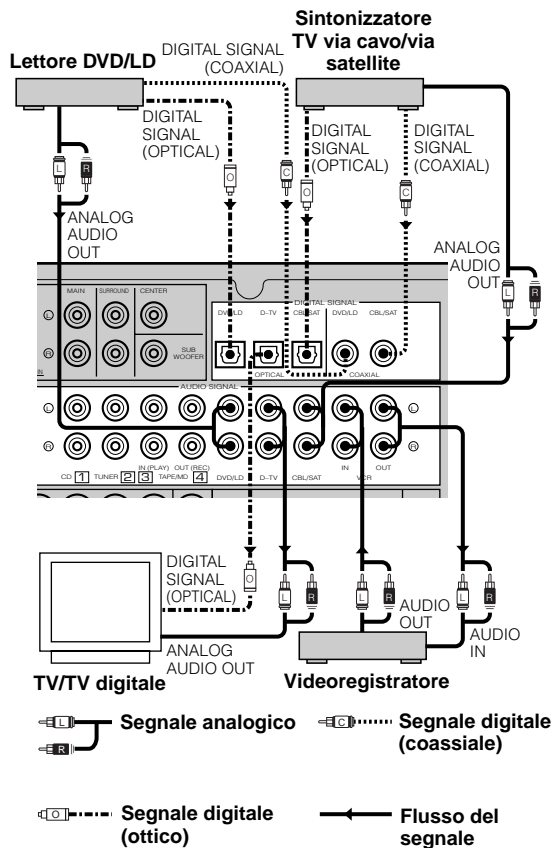 Sintonizzatore
TV via cavo/via
satellite
Lettore DVD/LD
DIGITAL SIGNAL
(COAXIAL)
DIGITAL
SIGNAL
(OPTICAL)
DIGITAL
SIGNAL
(OPTICAL)
DIGITAL
SIGNAL
(COAXIAL)
O
C
O
C
L
R
ANALOG
AUDIO
OUT
ANALOG
AUDIO
OUT
L
R
MAIN
SURROUND
CENTER
DIGITAL SIGNAL
DVD/LD
D–TV
CBL/SAT
DVD/LD
CBL/SAT
L
R
SUB
WOOFER
IN
OPTICAL
COAXIAL
AUDIO SIGNAL
L
L
R
R
IN (PLAY)
OUT (REC)
IN
OUT
CD 1
TUNER 2
3 TAPE/MD 4
DVD/LD
D–TV
CBL/SAT
VCR
DIGITAL
SIGNAL
(OPTICAL)
O
L
R
L
R
L
R
AUDIO
OUT
AUDIO
IN
ANALOG
AUDIO OUT
TV/TV digitale
Videoregistratore
L
R
Segnale analogico
C
Segnale digitale
(coassiale)
O
Segnale digitale
(ottico)
Flusso del
segnale